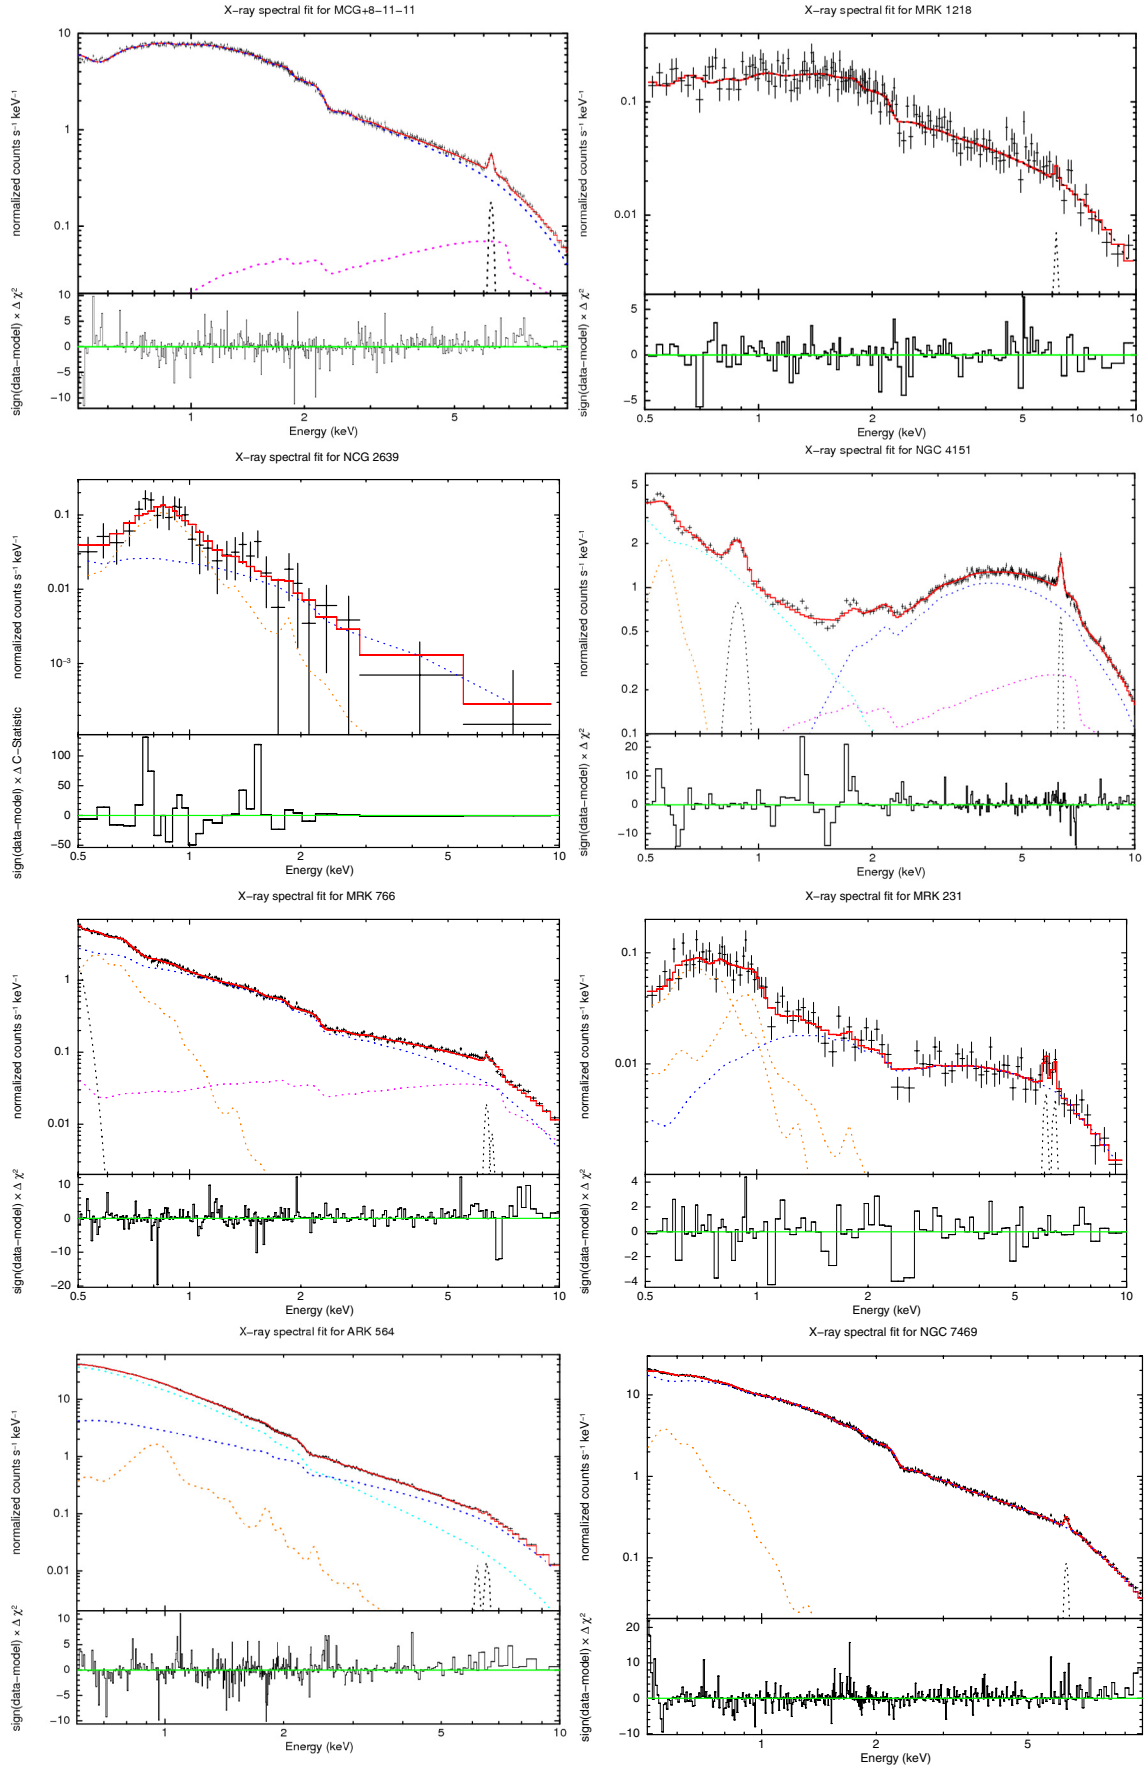 X-ray spectral fit for MCG+8-11-11
normalized counts s⁻¹ keV⁻¹
10
1
0.1
sign(data-model) × Δ χ²
10
5
0
−5
−10
1
5
Energy (keV)
X-ray spectral fit for MRK 1218
normalized counts s⁻¹ keV⁻¹
0.1
0.01
sign(data-model) × Δ χ²
5
0
−5
0.5
1
2
5
10
Energy (keV)
X-ray spectral fit for NCG 2639
normalized counts s⁻¹ keV⁻¹
0.1
0.01
10⁻³
sign(data-model) × Δ C-Statistic
100
50
0
−50
0.5
1
2
5
10
Energy (keV)
X-ray spectral fit for NGC 4151
normalized counts s⁻¹ keV⁻¹
5
2
1
0.5
0.2
0.1
sign(data-model) × Δ χ²
20
10
0
−10
0.5
1
2
5
10
Energy (keV)
X-ray spectral fit for MRK 766
normalized counts s⁻¹ keV⁻¹
1
0.1
0.01
sign(data-model) × Δ χ²
10
0
−10
−20
0.5
1
2
5
10
Energy (keV)
X-ray spectral fit for MRK 231
normalized counts s⁻¹ keV⁻¹
0.1
0.01
sign(data-model) × Δ χ²
4
2
0
−2
−4
0.5
1
2
5
10
Energy (keV)
X-ray spectral fit for ARK 564
normalized counts s⁻¹ keV⁻¹
10
1
0.1
0.01
sign(data-model) × Δ χ²
10
5
0
−5
−10
1
2
5
10
Energy (keV)
X-ray spectral fit for NGC 7469
normalized counts s⁻¹ keV⁻¹
10
1
0.1
sign(data-model) × Δ χ²
20
10
0
−10
1
2
5
Energy (keV)